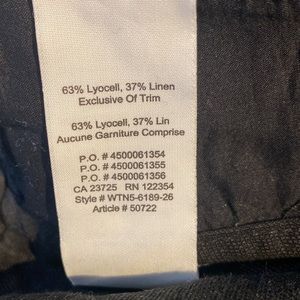 63% Lyocell, 37% Linen
Exclusive Of Trim
63% Lyocell, 37% Lin
Aucune Garniture Comprise
P.O. # 4500061354
P.O. # 4500061355
P.O. # 4500061356
CA 23725 RN 122354
Style # WTN5-6189-26
Article # 50722